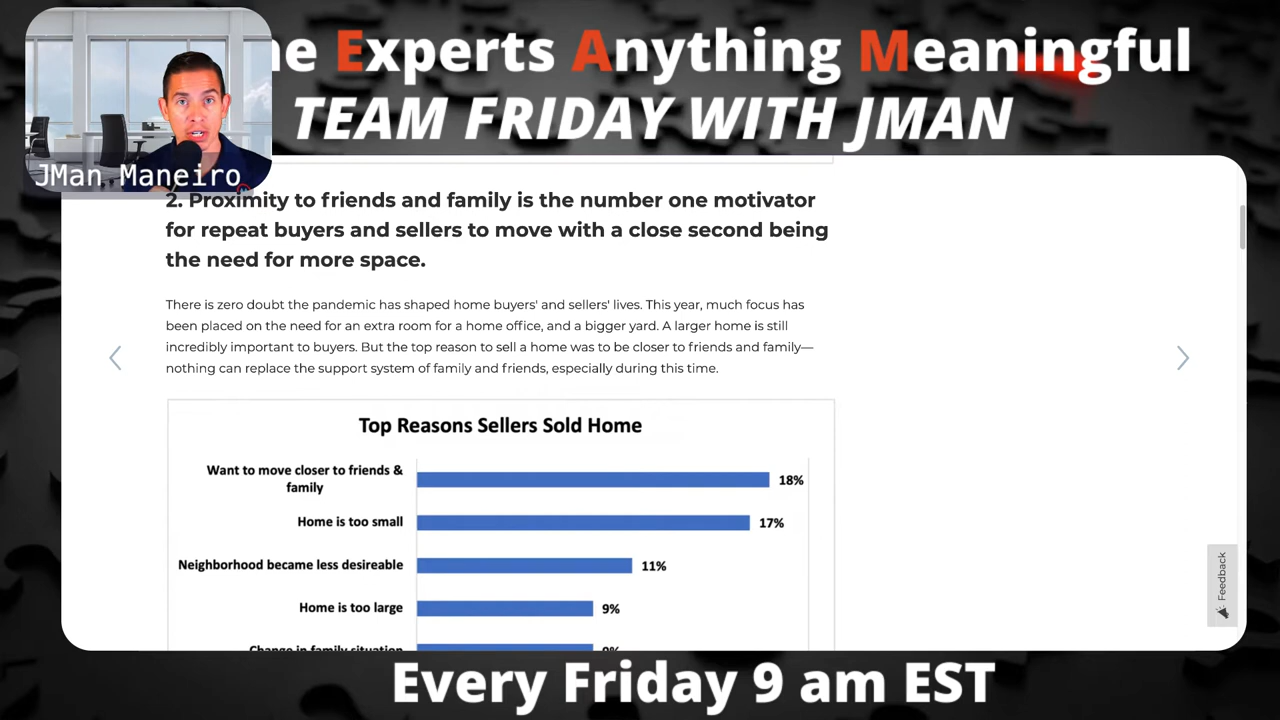 e Experts Anything Meaningful
TEAM FRIDAY WITH JMAN
JMan Maneiro
2. Proximity to friends and family is the number one motivator
for repeat buyers and sellers to move with a close second being
the need for more space.
There is zero doubt the pandemic has shaped home buyers' and sellers' lives. This year, much focus has
been placed on the need for an extra room for a home office, and a bigger yard. A larger home is still
incredibly important to buyers. But the top reason to sell a home was to be closer to friends and family—
nothing can replace the support system of family and friends, especially during this time.
Top Reasons Sellers Sold Home
Want to move closer to friends &
family
18%
Home is too small
17%
Neighborhood became less desireable
11%
Home is too large
9%
Change in family situation
9%
Feedback
Every Friday 9 am EST